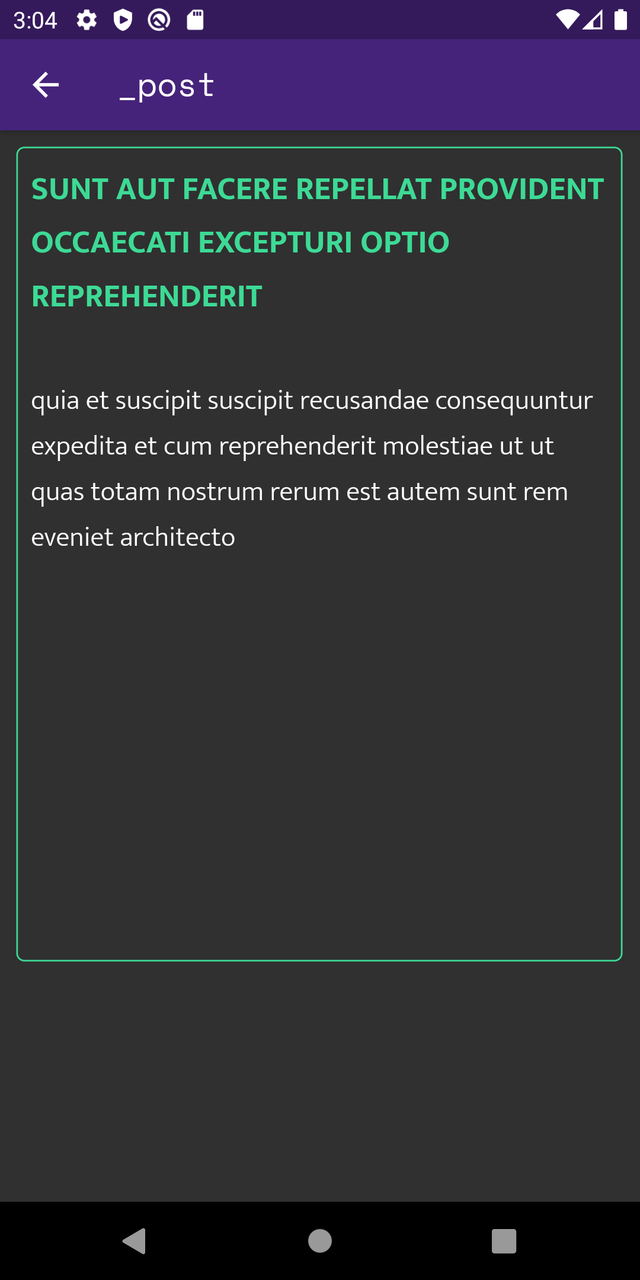 3:04
_post
SUNT AUT FACERE REPELLAT PROVIDENT
OCCAECATI EXCEPTURI OPTIO
REPREHENDERIT
quia et suscipit suscipit recusandae consequuntur
expedita et cum reprehenderit molestiae ut ut
quas totam nostrum rerum est autem sunt rem
eveniet architecto